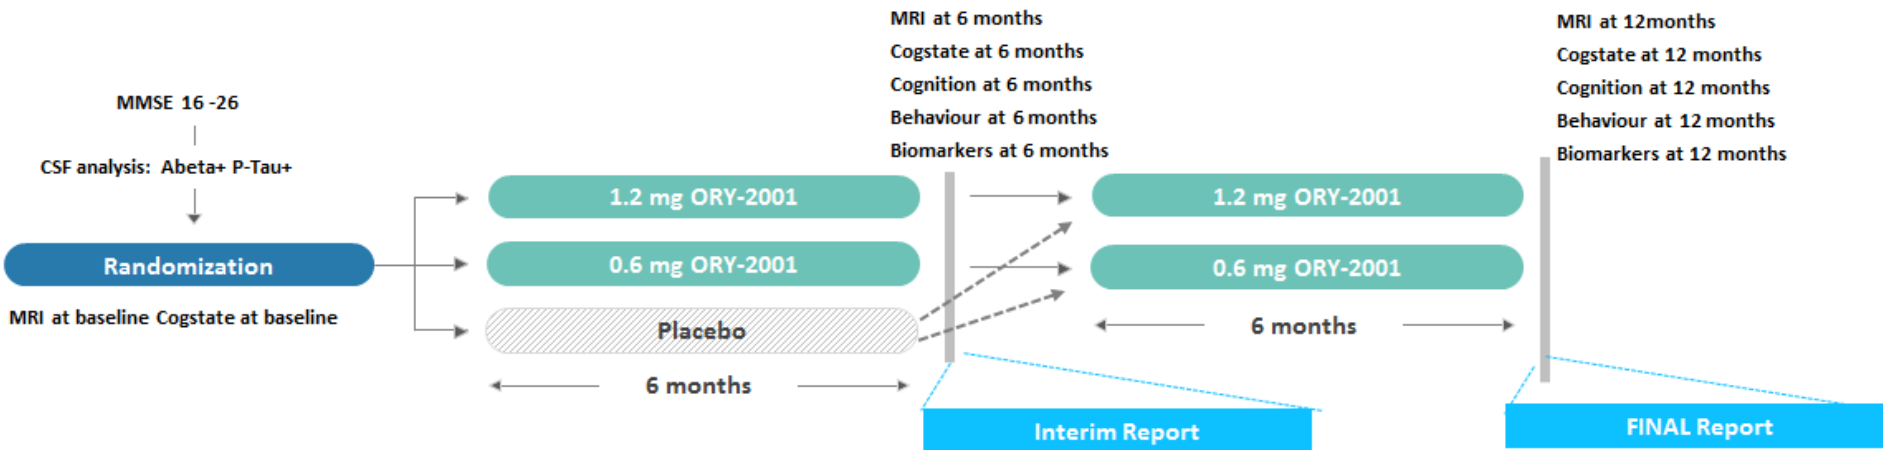 MMSE 16 -26
CSF analysis: Abeta+ P-Tau+
Randomization
MRI at baseline Cogstate at baseline
1.2 mg ORY-2001
0.6 mg ORY-2001
Placebo
6 months
MRI at 6 months
Cogstate at 6 months
Cognition at 6 months
Behaviour at 6 months
Biomarkers at 6 months
Interim Report
1.2 mg ORY-2001
0.6 mg ORY-2001
6 months
MRI at 12months
Cogstate at 12 months
Cognition at 12 months
Behaviour at 12 months
Biomarkers at 12 months
FINAL Report